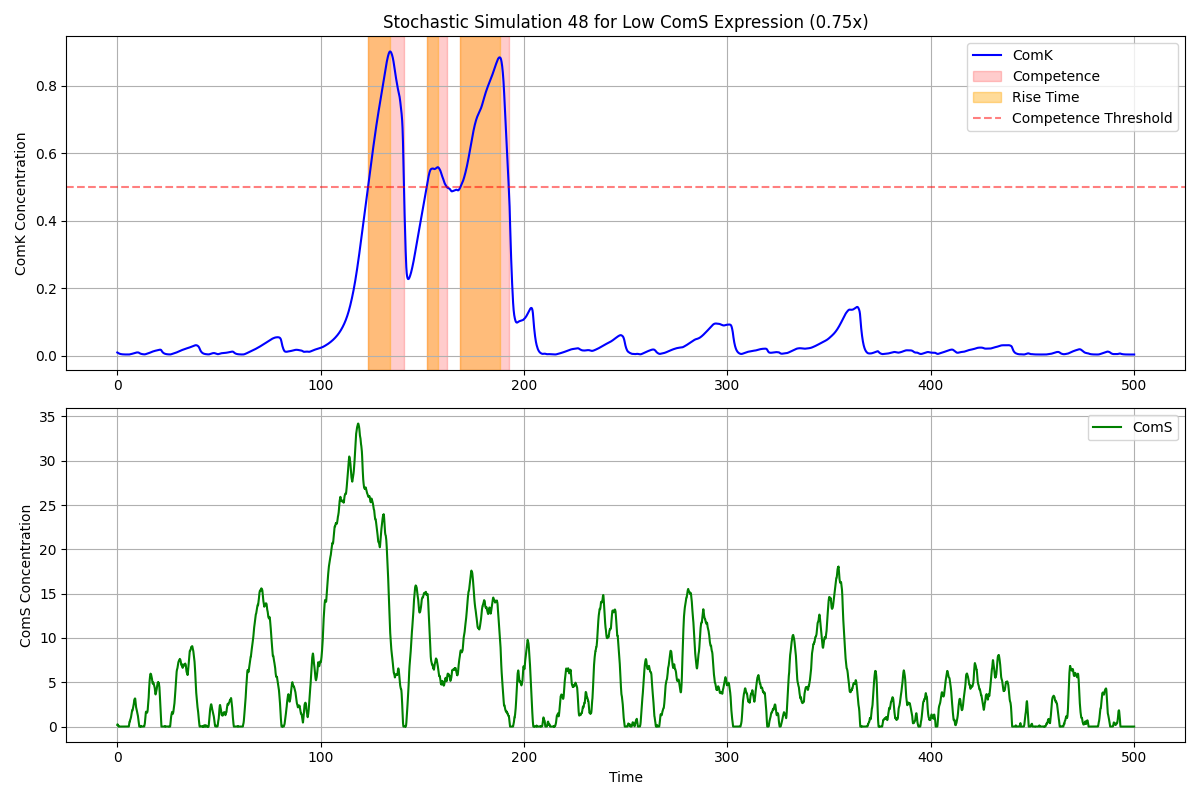 Stochastic Simulation 48 for Low ComS Expression (0.75x)
ComK Concentration
0.8
0.6
0.4
0.2
0.0
ComK
Competence
Rise Time
Competence Threshold
0 100 200 300 400 500
ComS Concentration
35
30
25
20
15
10
5
0
ComS
0 100 200 300 400 500
Time